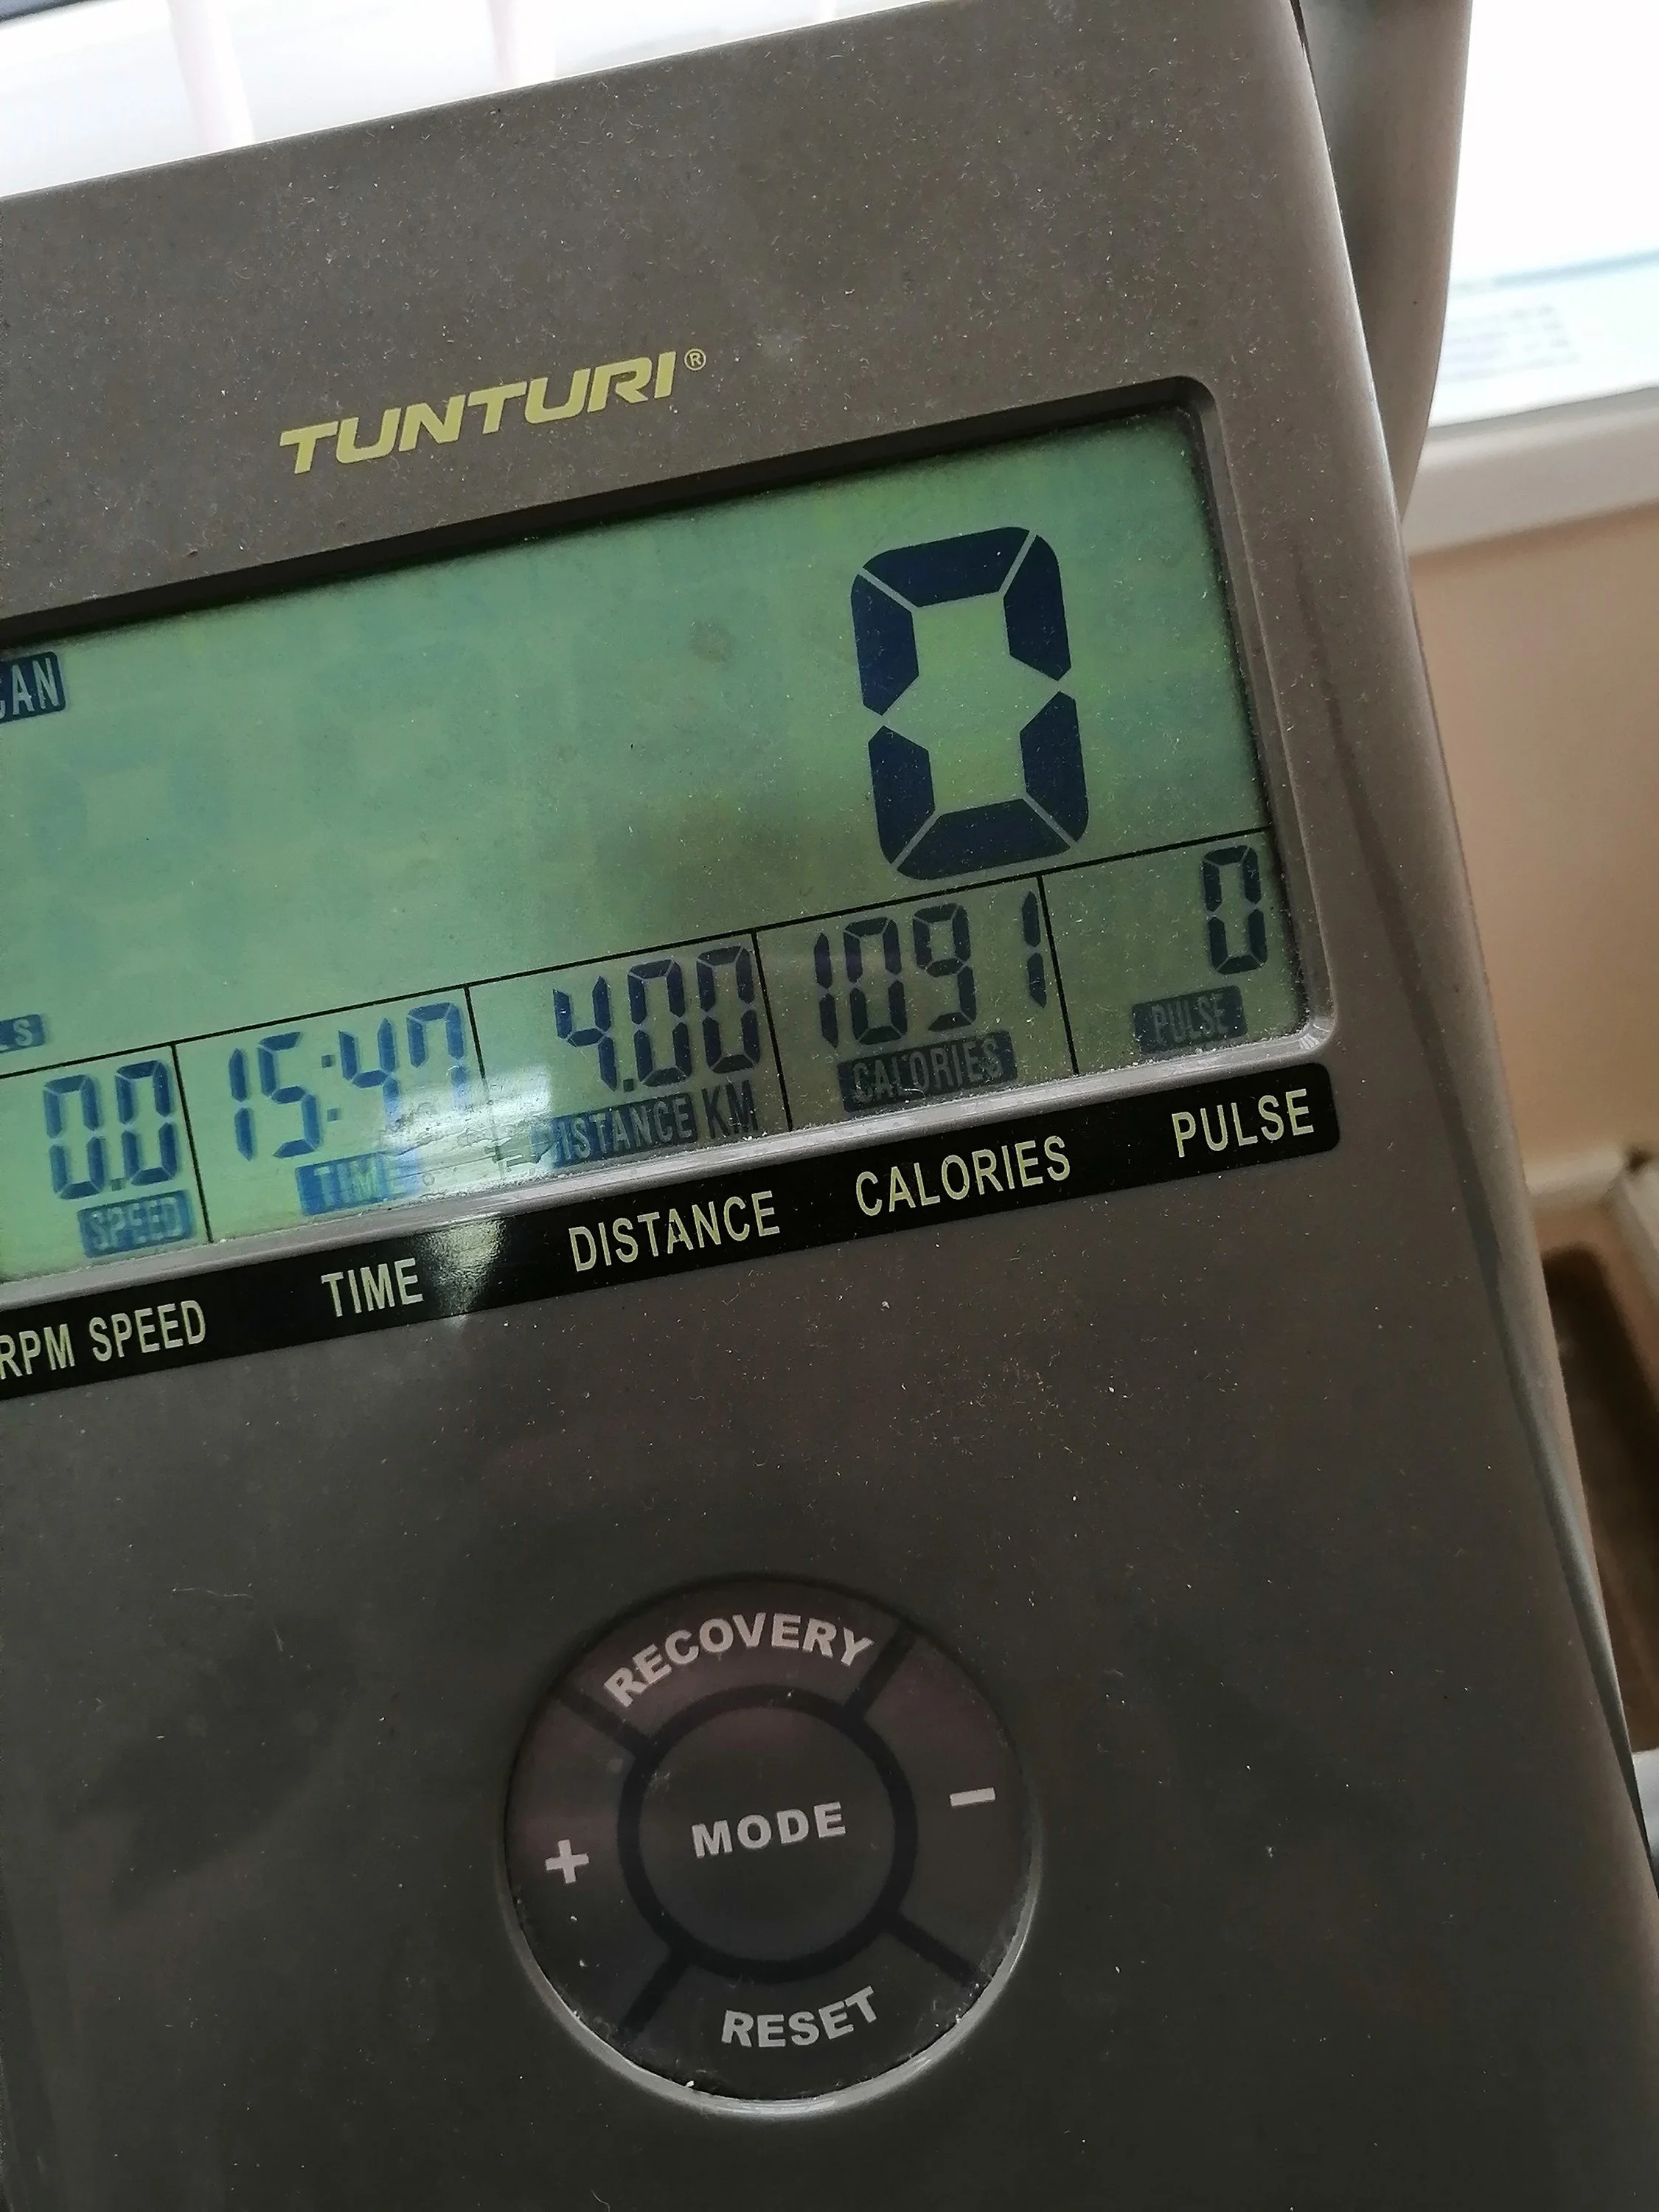 TUNTURI®
CAN
0
LS
0.0 15:47 4.00 1091 0
SPEED TIME DISTANCE KM CALORIES PULSE
RPM SPEED TIME DISTANCE CALORIES PULSE
RECOVERY
+ MODE −
RESET